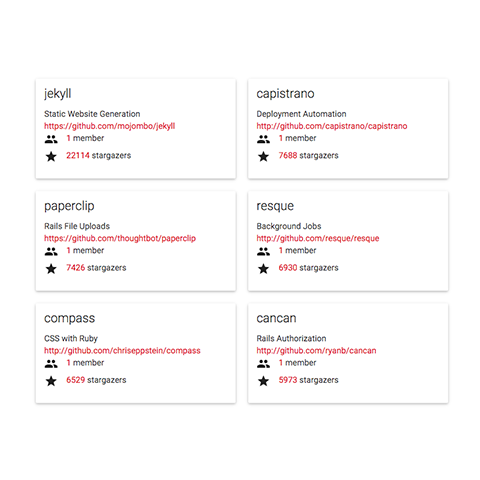 jekyll
Static Website Generation
https://github.com/mojombo/jekyll
1 member
22114 stargazers
capistrano
Deployment Automation
http://github.com/capistrano/capistrano
1 member
7688 stargazers
paperclip
Rails File Uploads
https://github.com/thoughtbot/paperclip
1 member
7426 stargazers
resque
Background Jobs
http://github.com/resque/resque
1 member
6930 stargazers
compass
CSS with Ruby
http://github.com/chriseppstein/compass
1 member
6529 stargazers
cancan
Rails Authorization
http://github.com/ryanb/cancan
1 member
5973 stargazers